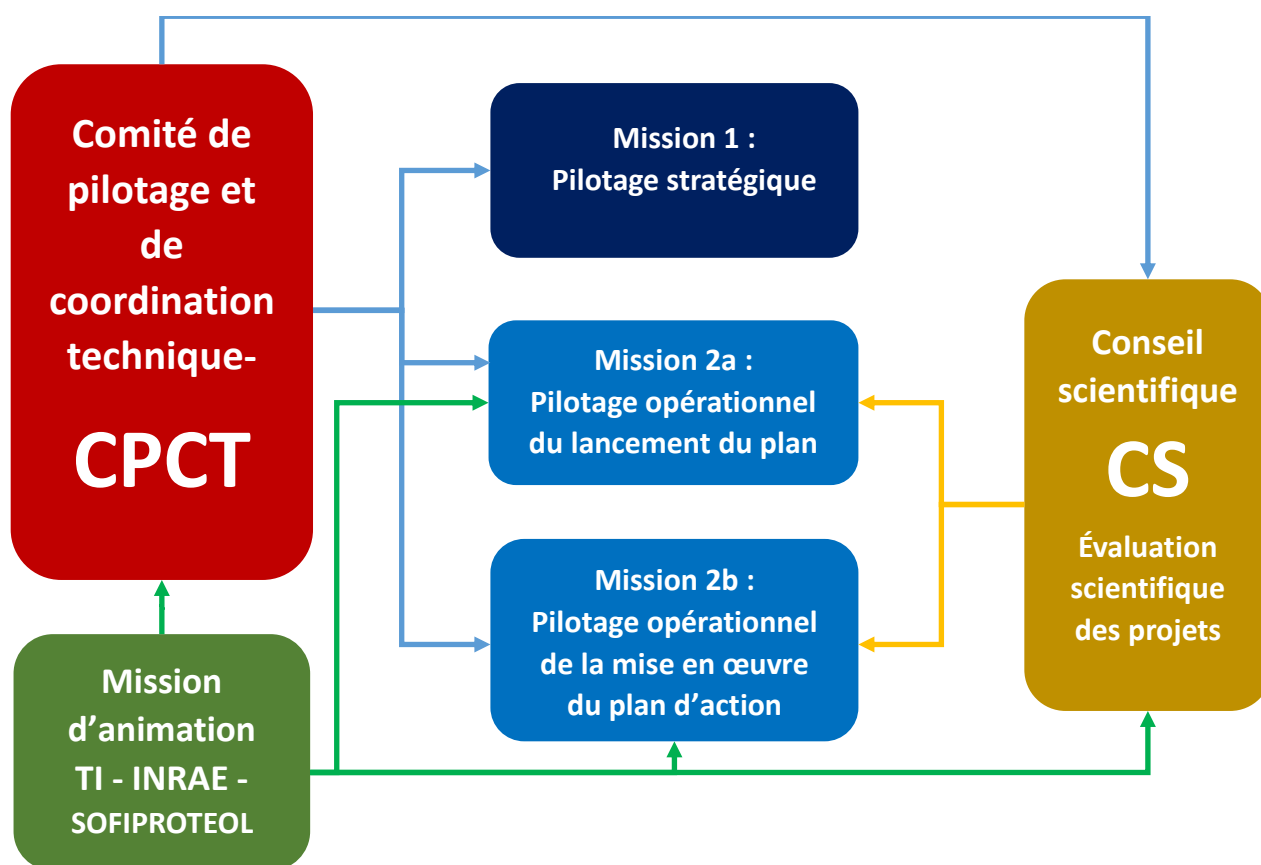 Comité de
pilotage et
de
coordination
technique-
CPCT
Mission 1 :
Pilotage stratégique
Mission 2a :
Pilotage opérationnel
du lancement du plan
Mission 2b :
Pilotage opérationnel
de la mise en œuvre
du plan d’action
Conseil
scientifique
CS
Évaluation
scientifique
des projets
Mission
d’animation
TI - INRAE -
SOFIPROTEOL